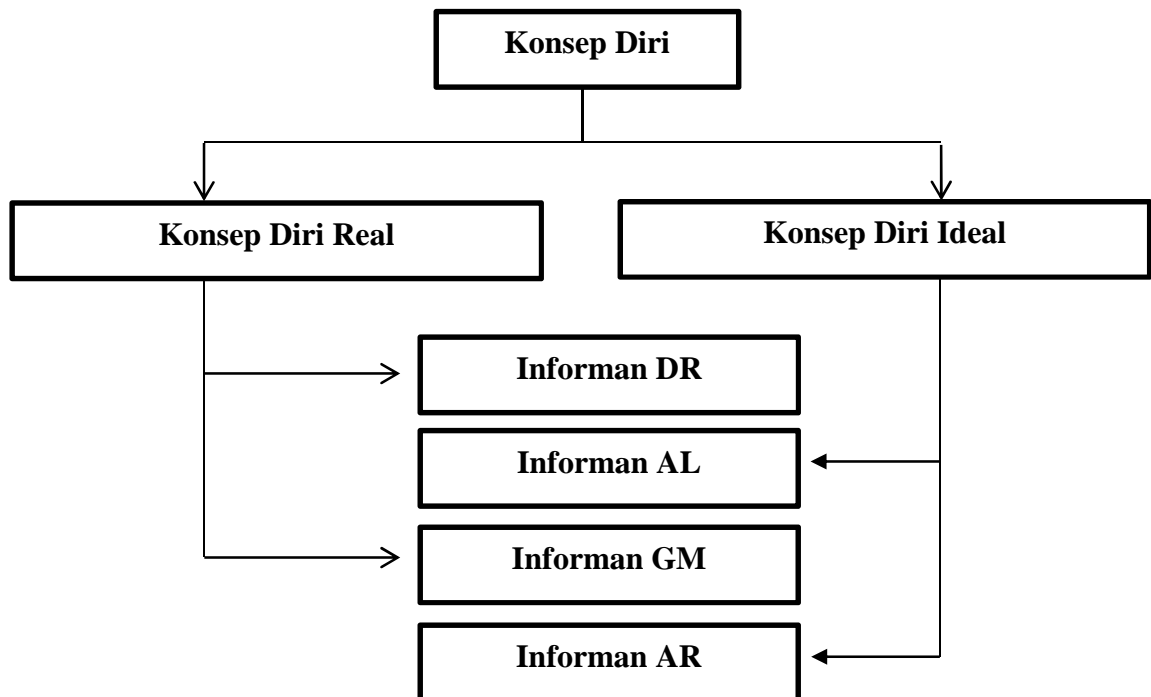 Konsep Diri
Konsep Diri Real
Konsep Diri Ideal
Informan DR
Informan AL
Informan GM
Informan AR